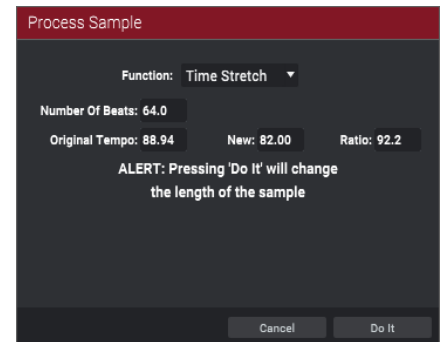 Process Sample
Function: Time Stretch
Number Of Beats: 64.0
Original Tempo: 88.94 New: 82.00 Ratio: 92.2
ALERT: Pressing 'Do It' will change
the length of the sample
Cancel Do It